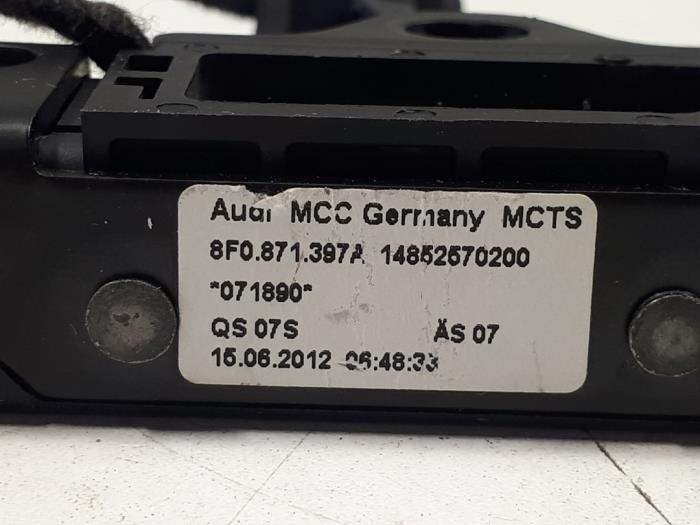 Audi MCC Germany MCTS
8F0.871.397A 14852570200
*071890*
QS 07S ÄS 07
15.06.2012 06:48:33